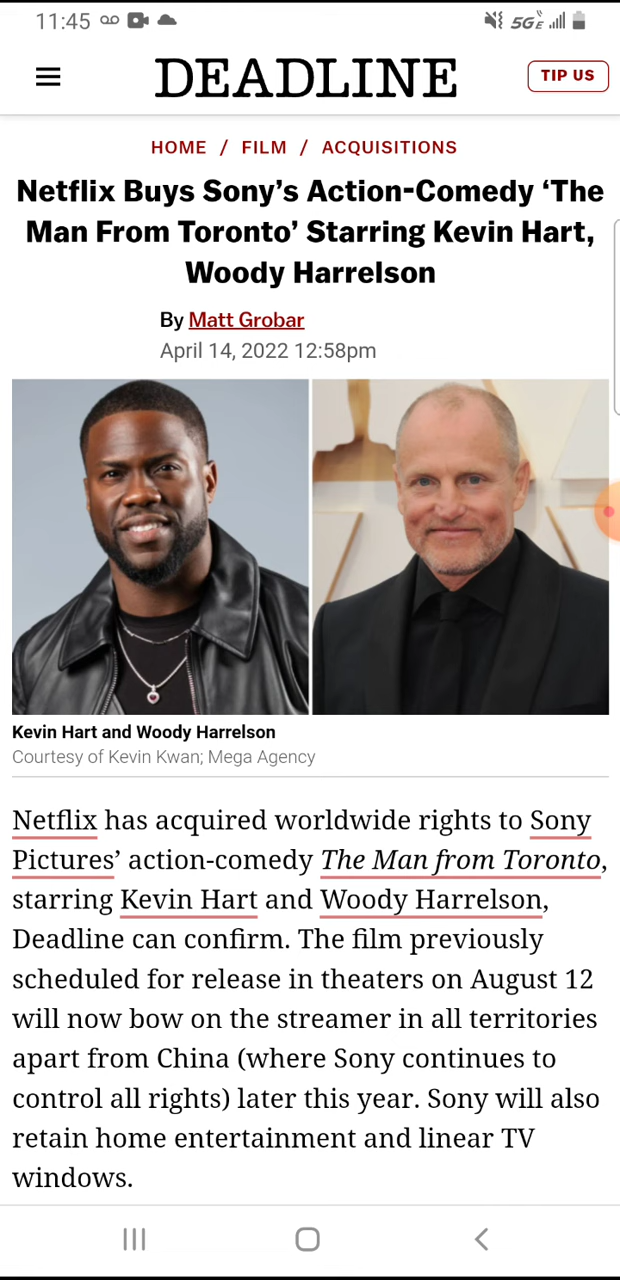 11:45
5GE
DEADLINE
TIP US
HOME / FILM / ACQUISITIONS
Netflix Buys Sony’s Action-Comedy ‘The
Man From Toronto’ Starring Kevin Hart,
Woody Harrelson
By Matt Grobar
April 14, 2022 12:58pm
Kevin Hart and Woody Harrelson
Courtesy of Kevin Kwan; Mega Agency
Netflix has acquired worldwide rights to Sony
Pictures’ action-comedy The Man from Toronto,
starring Kevin Hart and Woody Harrelson,
Deadline can confirm. The film previously
scheduled for release in theaters on August 12
will now bow on the streamer in all territories
apart from China (where Sony continues to
control all rights) later this year. Sony will also
retain home entertainment and linear TV
windows.